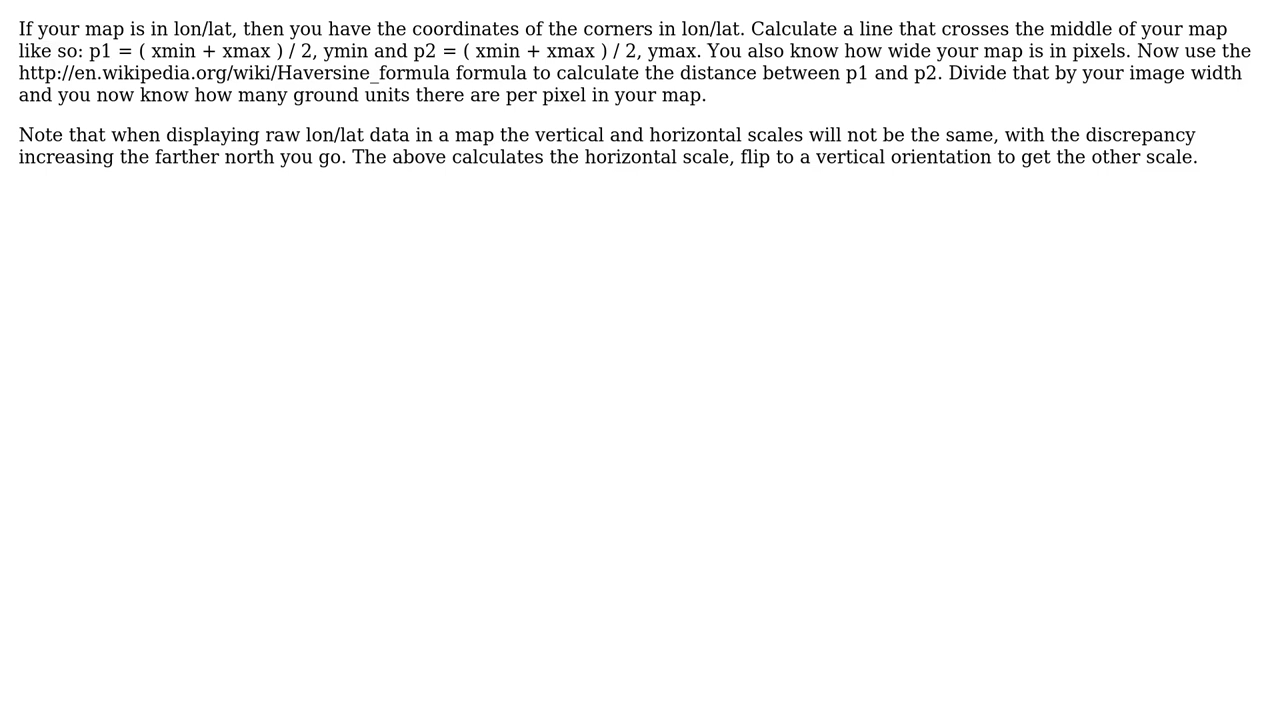 If your map is in lon/lat, then you have the coordinates of the corners in lon/lat. Calculate a line that crosses the middle of your map
like so: p1 = ( xmin + xmax ) / 2, ymin and p2 = ( xmin + xmax ) / 2, ymax. You also know how wide your map is in pixels. Now use the
http://en.wikipedia.org/wiki/Haversine_formula formula to calculate the distance between p1 and p2. Divide that by your image width
and you now know how many ground units there are per pixel in your map.
Note that when displaying raw lon/lat data in a map the vertical and horizontal scales will not be the same, with the discrepancy
increasing the farther north you go. The above calculates the horizontal scale, flip to a vertical orientation to get the other scale.